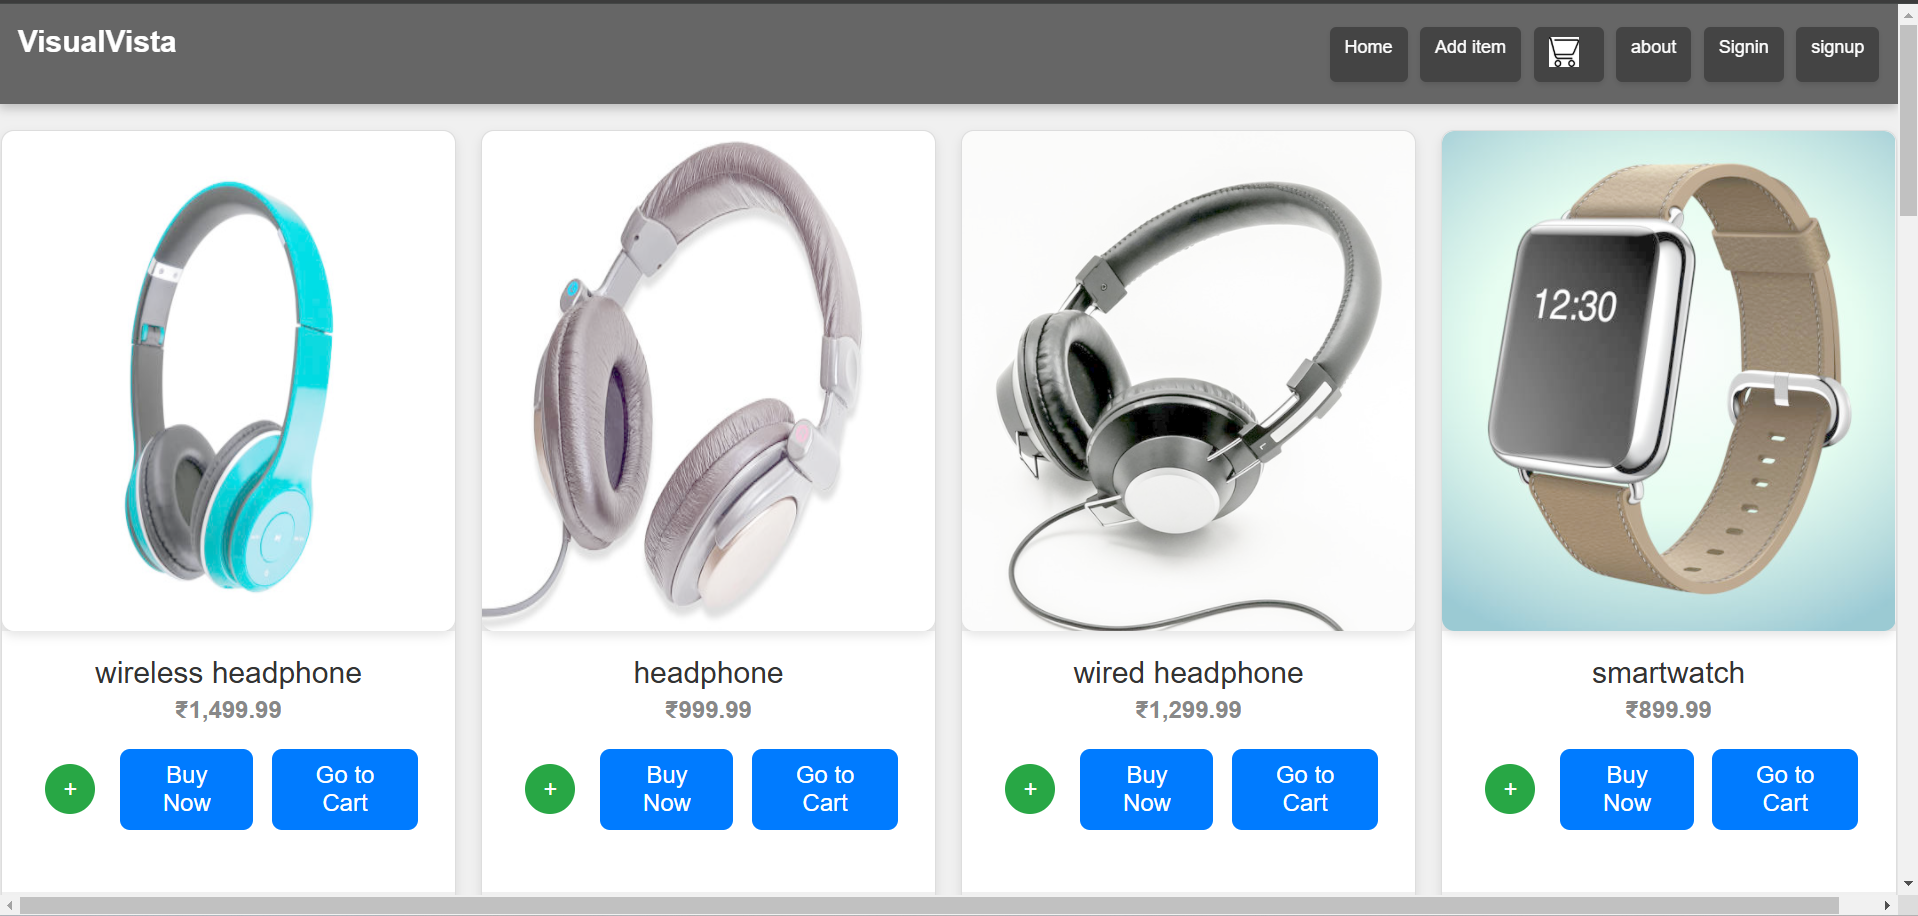 VisualVista
Home Add item about Signin signup
12:30
wireless headphone
₹1,499.99
+ Buy Now Go to Cart
headphone
₹999.99
+ Buy Now Go to Cart
wired headphone
₹1,299.99
+ Buy Now Go to Cart
smartwatch
₹899.99
+ Buy Now Go to Cart